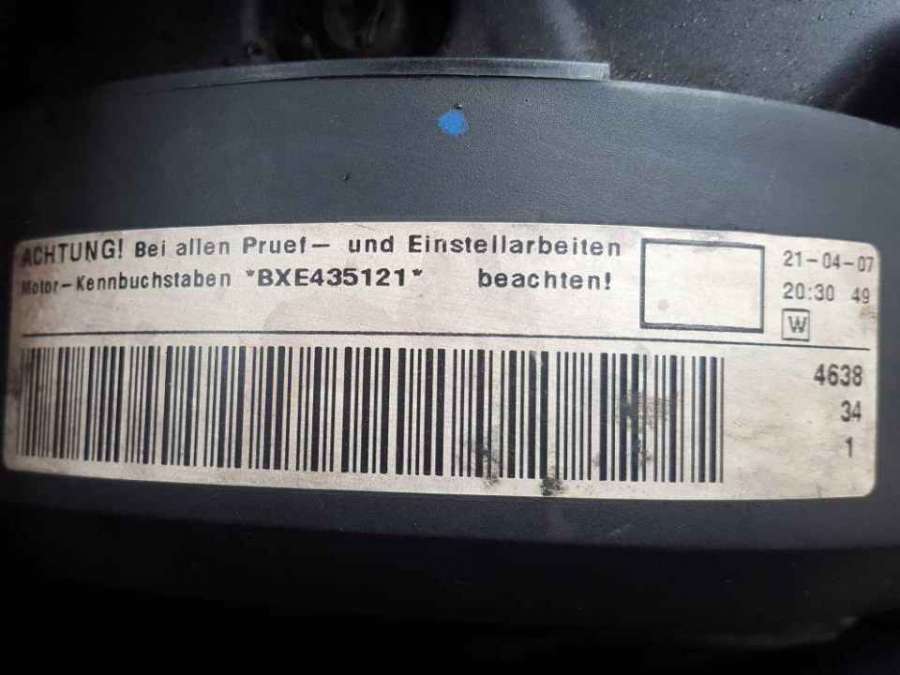 ACHTUNG! Bei allen Pruef- und Einstellarbeiten
Motor-Kennbuchstaben *BXE435121* beachten!
21-04-07
20:30 49
W
4638
34
1